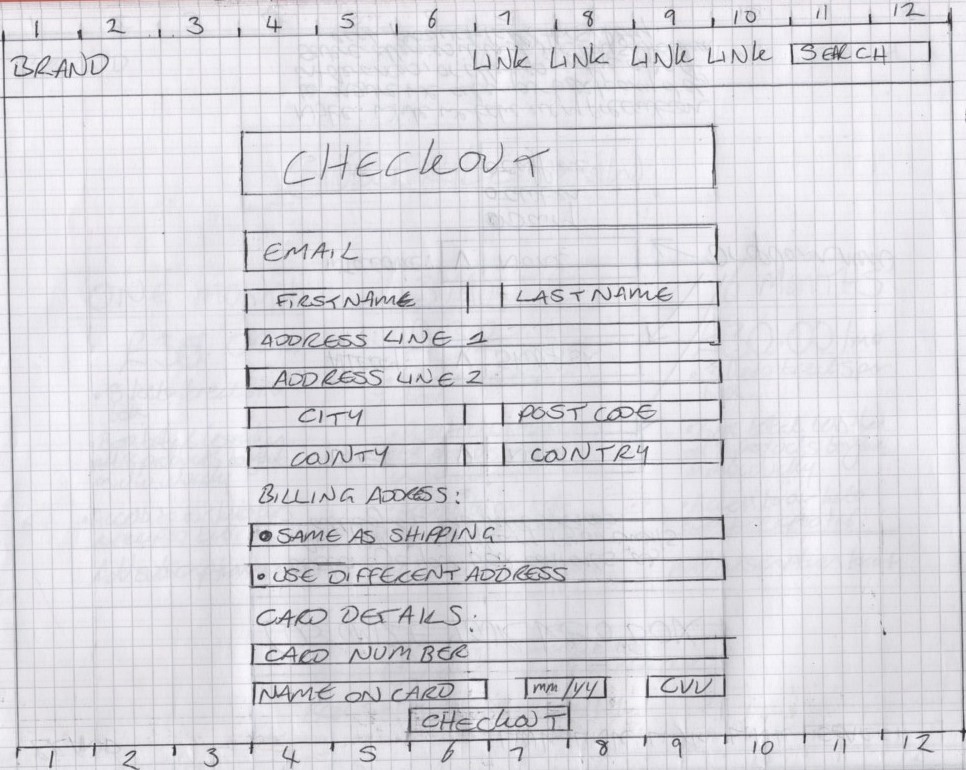 1 2 3 4 5 6 7 8 9 10 11 12
BRAND LINK LINK LINK LINK SEARCH
CHECKOUT
EMAIL
FIRSTNAME LASTNAME
ADDRESS LINE 1
ADDRESS LINE 2
CITY POSTCODE
COUNTY COUNTRY
BILLING ADDRESS:
• SAME AS SHIPPING
• USE DIFFERENT ADDRESS
CARD DETAILS:
CARD NUMBER
NAME ON CARD mm/yy CVV
CHECKOUT
1 2 3 4 5 6 7 8 9 10 11 12